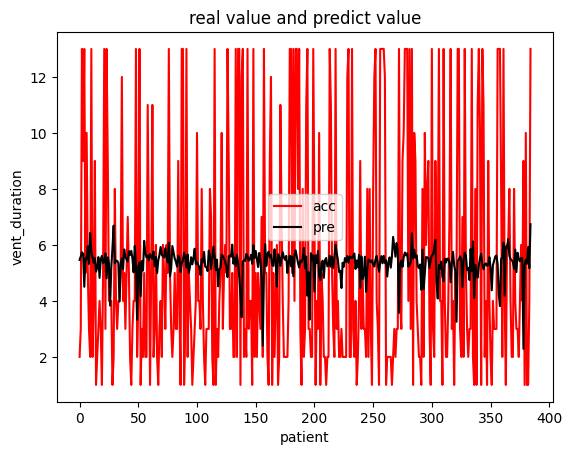 real value and predict value
12
10
8
6
4
2
vent_duration
acc
pre
0 50 100 150 200 250 300 350 400
patient